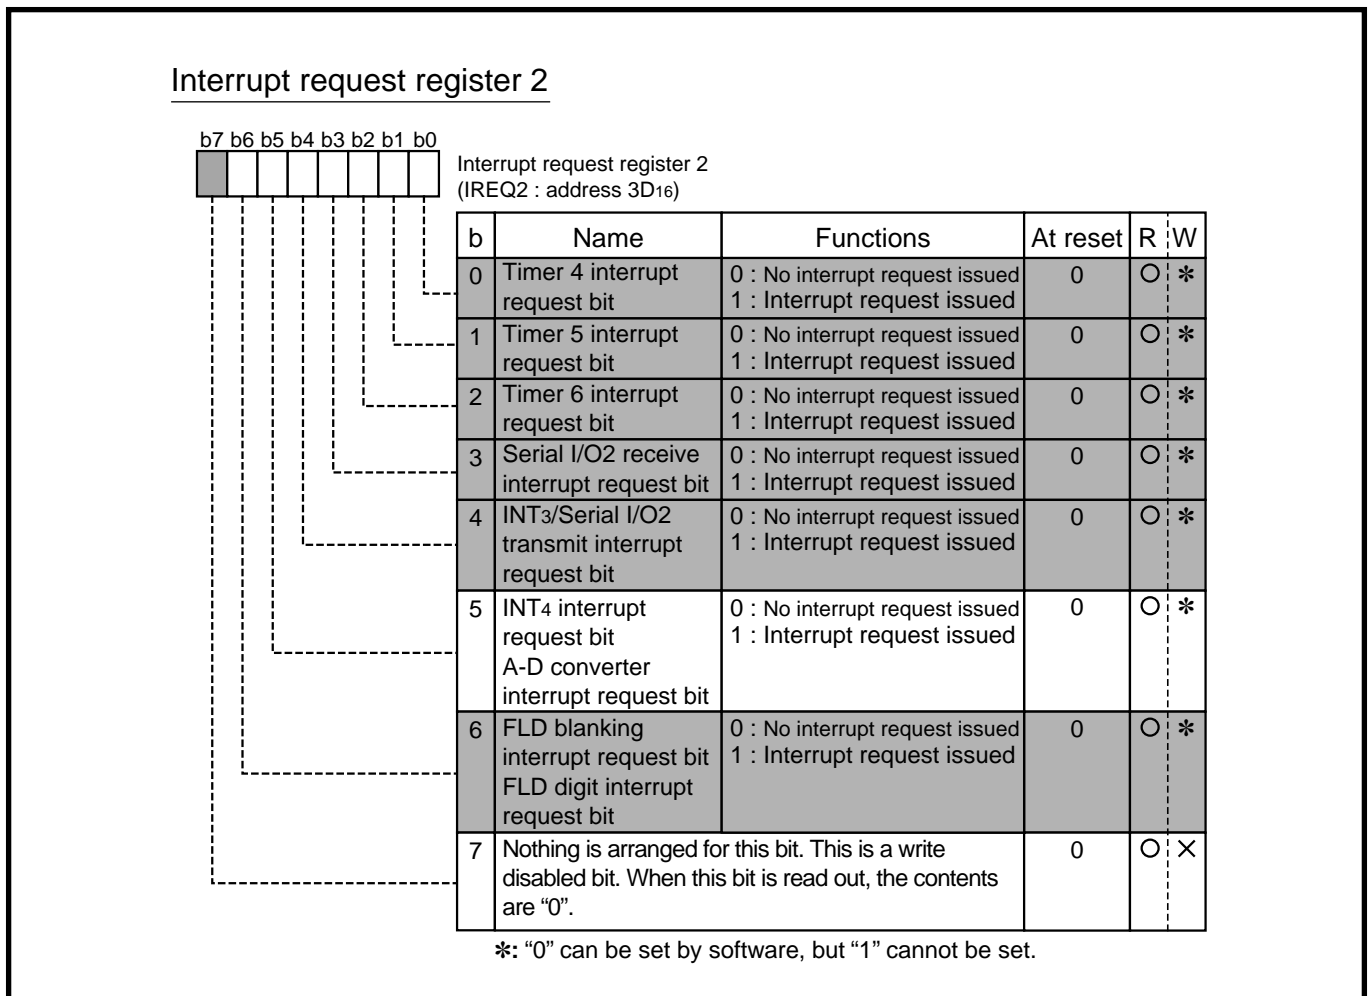 Interrupt request register 2
b7 b6 b5 b4 b3 b2 b1 b0
Interrupt request register 2
(IREQ2 : address 3D16)
b Name Functions At reset R W
0 Timer 4 interrupt 0 : No interrupt request issued 0 O ✻
request bit 1 : Interrupt request issued
1 Timer 5 interrupt 0 : No interrupt request issued 0 O ✻
request bit 1 : Interrupt request issued
2 Timer 6 interrupt 0 : No interrupt request issued 0 O ✻
request bit 1 : Interrupt request issued
3 Serial I/O2 receive 0 : No interrupt request issued 0 O ✻
interrupt request bit 1 : Interrupt request issued
4 INT3/Serial I/O2 0 : No interrupt request issued 0 O ✻
transmit interrupt 1 : Interrupt request issued
request bit
5 INT4 interrupt 0 : No interrupt request issued 0 O ✻
request bit 1 : Interrupt request issued
A-D converter
interrupt request bit
6 FLD blanking 0 : No interrupt request issued 0 O ✻
interrupt request bit 1 : Interrupt request issued
FLD digit interrupt
request bit
7 Nothing is arranged for this bit. This is a write 0 O ✕
disabled bit. When this bit is read out, the contents
are “0”.
✻: “0” can be set by software, but “1” cannot be set.